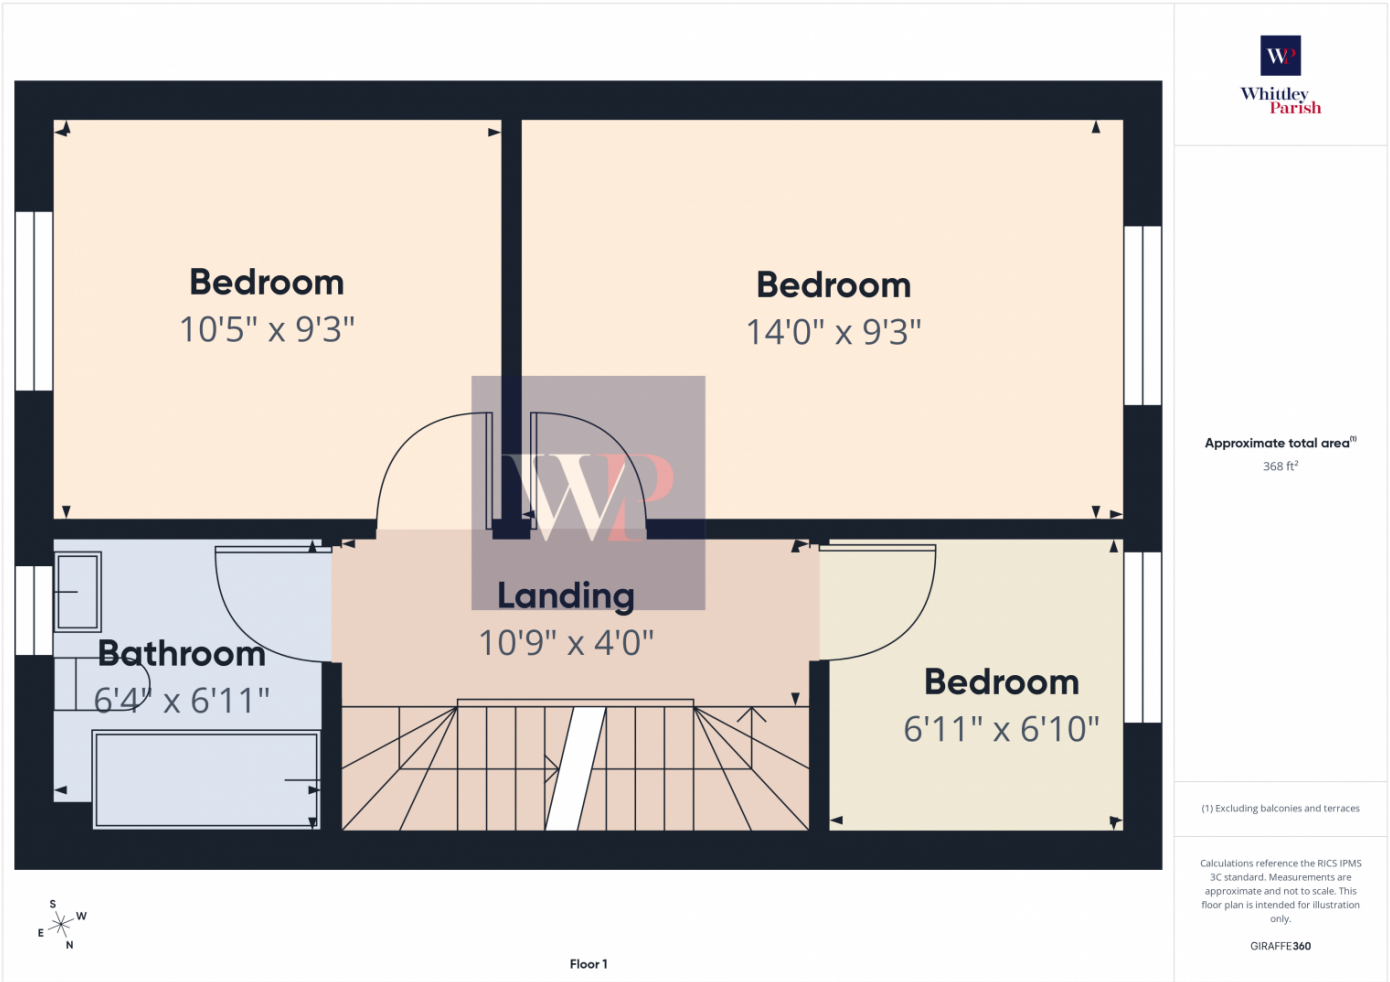 WP
Whittley
Parish
Bedroom
10'5" x 9'3"
Bedroom
14'0" x 9'3"
WP
Landing
10'9" x 4'0"
Bathroom
6'4" x 6'11"
Bedroom
6'11" x 6'10"
Approximate total area(1)
368 ft²
(1) Excluding balconies and terraces
Calculations reference the RICS IPMS
3C standard. Measurements are
approximate and not to scale. This
floor plan is intended for illustration
only.
GIRAFFE360
S
W
E
N
Floor 1